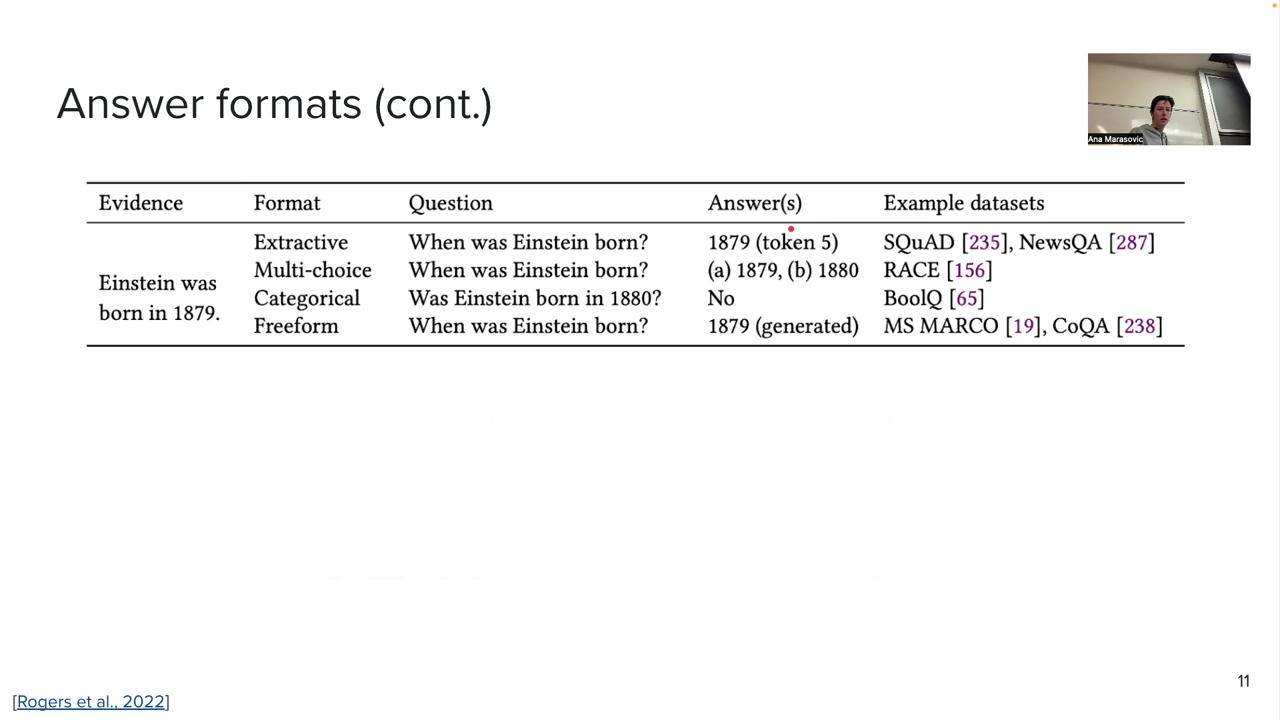 Answer formats (cont.)
Ana Marasovic
Evidence Format Question Answer(s) Example datasets
Extractive When was Einstein born? 1879 (token 5) SQuAD [235], NewsQA [287]
Einstein was born in 1879. Multi-choice When was Einstein born? (a) 1879, (b) 1880 RACE [156]
Categorical Was Einstein born in 1880? No BoolQ [65]
Freeform When was Einstein born? 1879 (generated) MS MARCO [19], CoQA [238]
11
[Rogers et al., 2022]